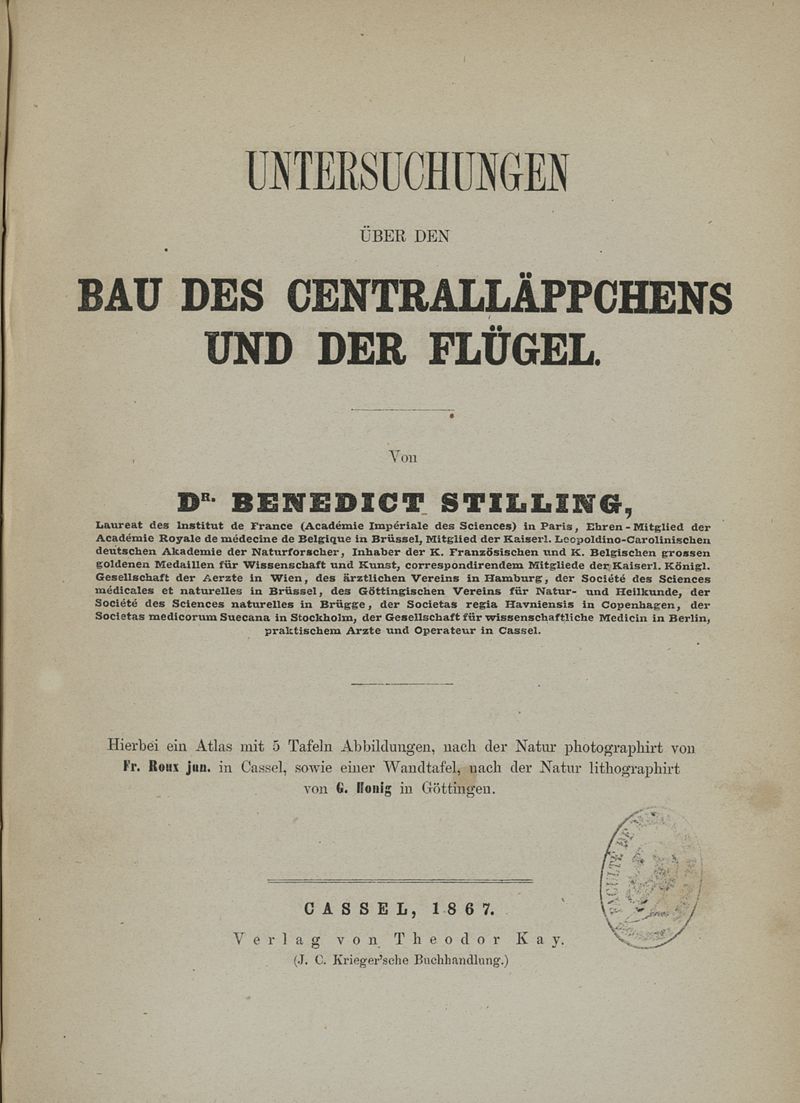 UNTERSUCHUNGEN
ÜBER DEN
BAU DES CENTRALLÄPPCHENS
UND DER FLÜGEL.
Von
DR. BENEDICT STILLING,
Laureat des Institut de France (Académie Impériale des Sciences) in Paris, Ehren-Mitglied der
Académie Royale de médecine de Belgique in Brüssel, Mitglied der Kaiserl. Leopoldino-Carolinischen
deutschen Akademie der Naturforscher, Inhaber der K. Französischen und K. Belgischen grossen
goldenen Medaillen für Wissenschaft und Kunst, correspondirendem Mitgliede der Kaiserl. Königl.
Gesellschaft der Aerzte in Wien, des ärztlichen Vereins in Hamburg, der Société des Sciences
médicales et naturelles in Brüssel, des Göttingischen Vereins für Natur- und Heilkunde, der
Société des Sciences naturelles in Brügge, der Societas regia Havniensis in Copenhagen, der
Societas medicorum Suecana in Stockholm, der Gesellschaft für wissenschaftliche Medicin in Berlin,
praktischem Arzte und Operateur in Cassel.
Hierbei ein Atlas mit 5 Tafeln Abbildungen, nach der Natur photographirt von
Fr. Roux jun. in Cassel, sowie einer Wandtafel, nach der Natur lithographirt
von G. Honig in Göttingen.
CASSEL, 1867.
Verlag von Theodor Kay.
(J. C. Krieger'sche Buchhandlung.)